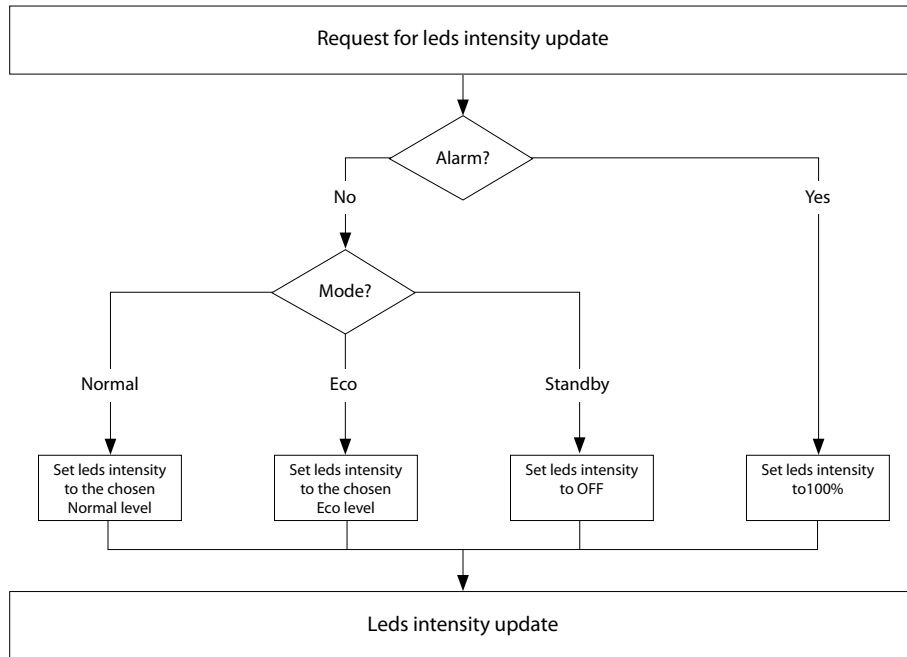 Request for leds intensity update
Alarm?
No
Yes
Mode?
Normal
Eco
Standby
Set leds intensity
to the chosen
Normal level
Set leds intensity
to the chosen
Eco level
Set leds intensity
to OFF
Set leds intensity
to100%
Leds intensity update